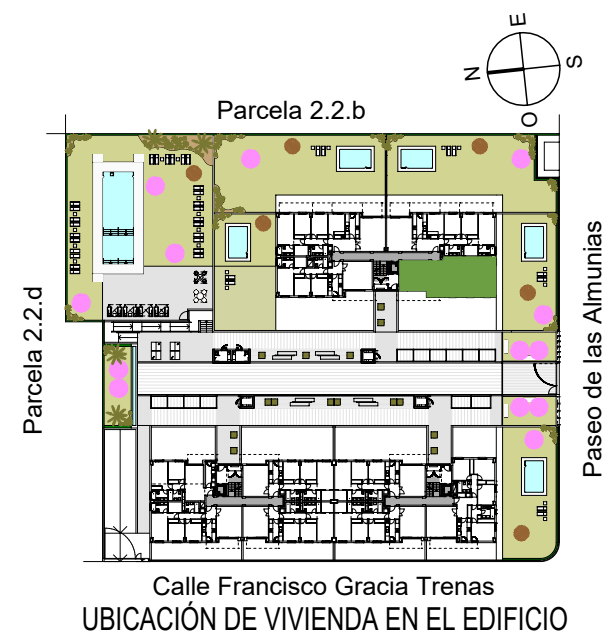 E
N
S
O
Parcela 2.2.b
Parcela 2.2.d
Paseo de las Almunias
Calle Francisco Gracia Trenas
UBICACIÓN DE VIVIENDA EN EL EDIFICIO